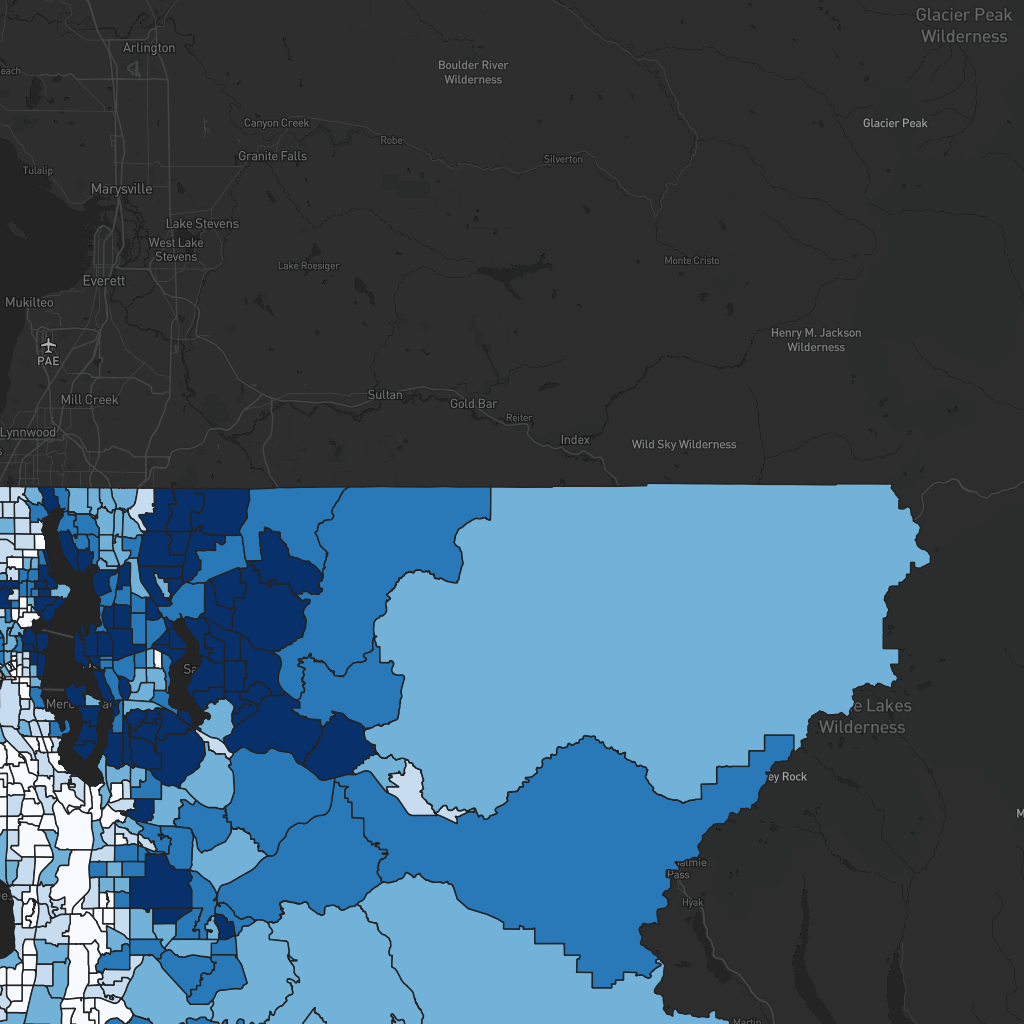 Glacier Peak
Wilderness
Arlington
Boulder River
Wilderness
each
Canyon Creek
Glacier Peak
Robe
Granite Falls
Silverton
Tulalip
Marysville
Lake Stevens
West Lake
Stevens
Monte Cristo
Lake Roesiger
Everett
Mukilteo
Henry M. Jackson
Wilderness
PAE
Sultan
Mill Creek
Gold Bar
Reiter
Lynnwood
Index
Wild Sky Wilderness
s
Sa
Merc
e Lakes
Wilderness
ey Rock
M
almie
Pass
De
Hyak
Martin